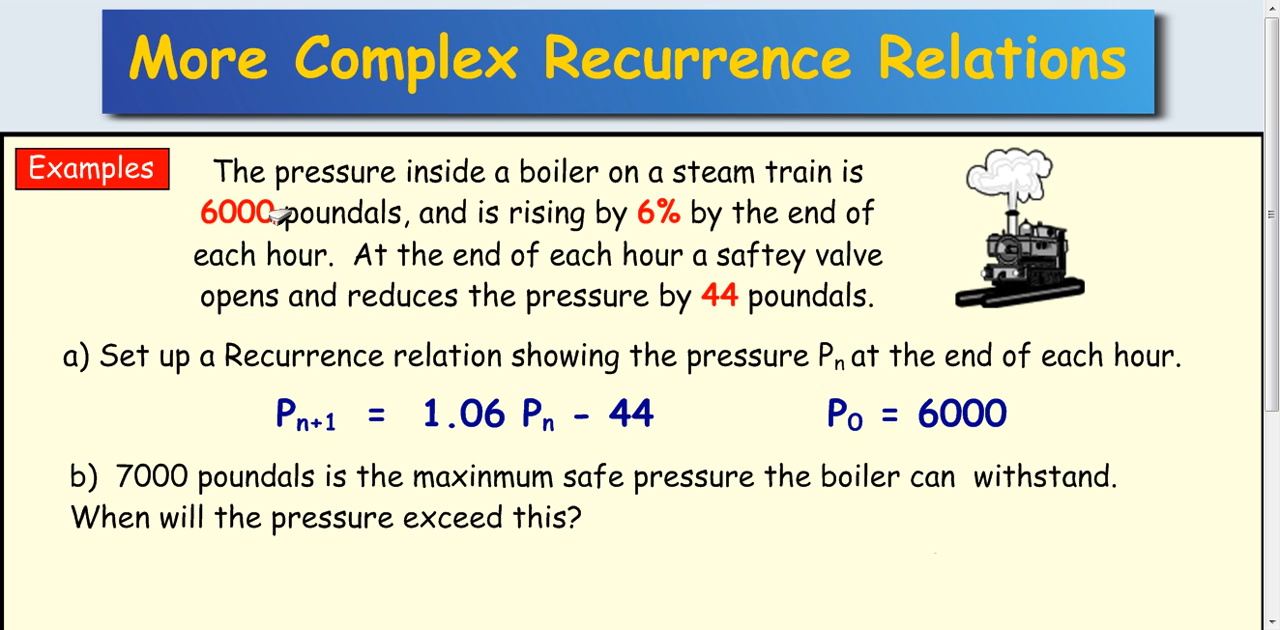 More Complex Recurrence Relations
Examples
The pressure inside a boiler on a steam train is
6000 poundals, and is rising by 6% by the end of
each hour. At the end of each hour a saftey valve
opens and reduces the pressure by 44 poundals.
a) Set up a Recurrence relation showing the pressure Pn at the end of each hour.
Pn+1 = 1.06 Pn - 44 P0 = 6000
b) 7000 poundals is the maxinmum safe pressure the boiler can withstand.
When will the pressure exceed this?